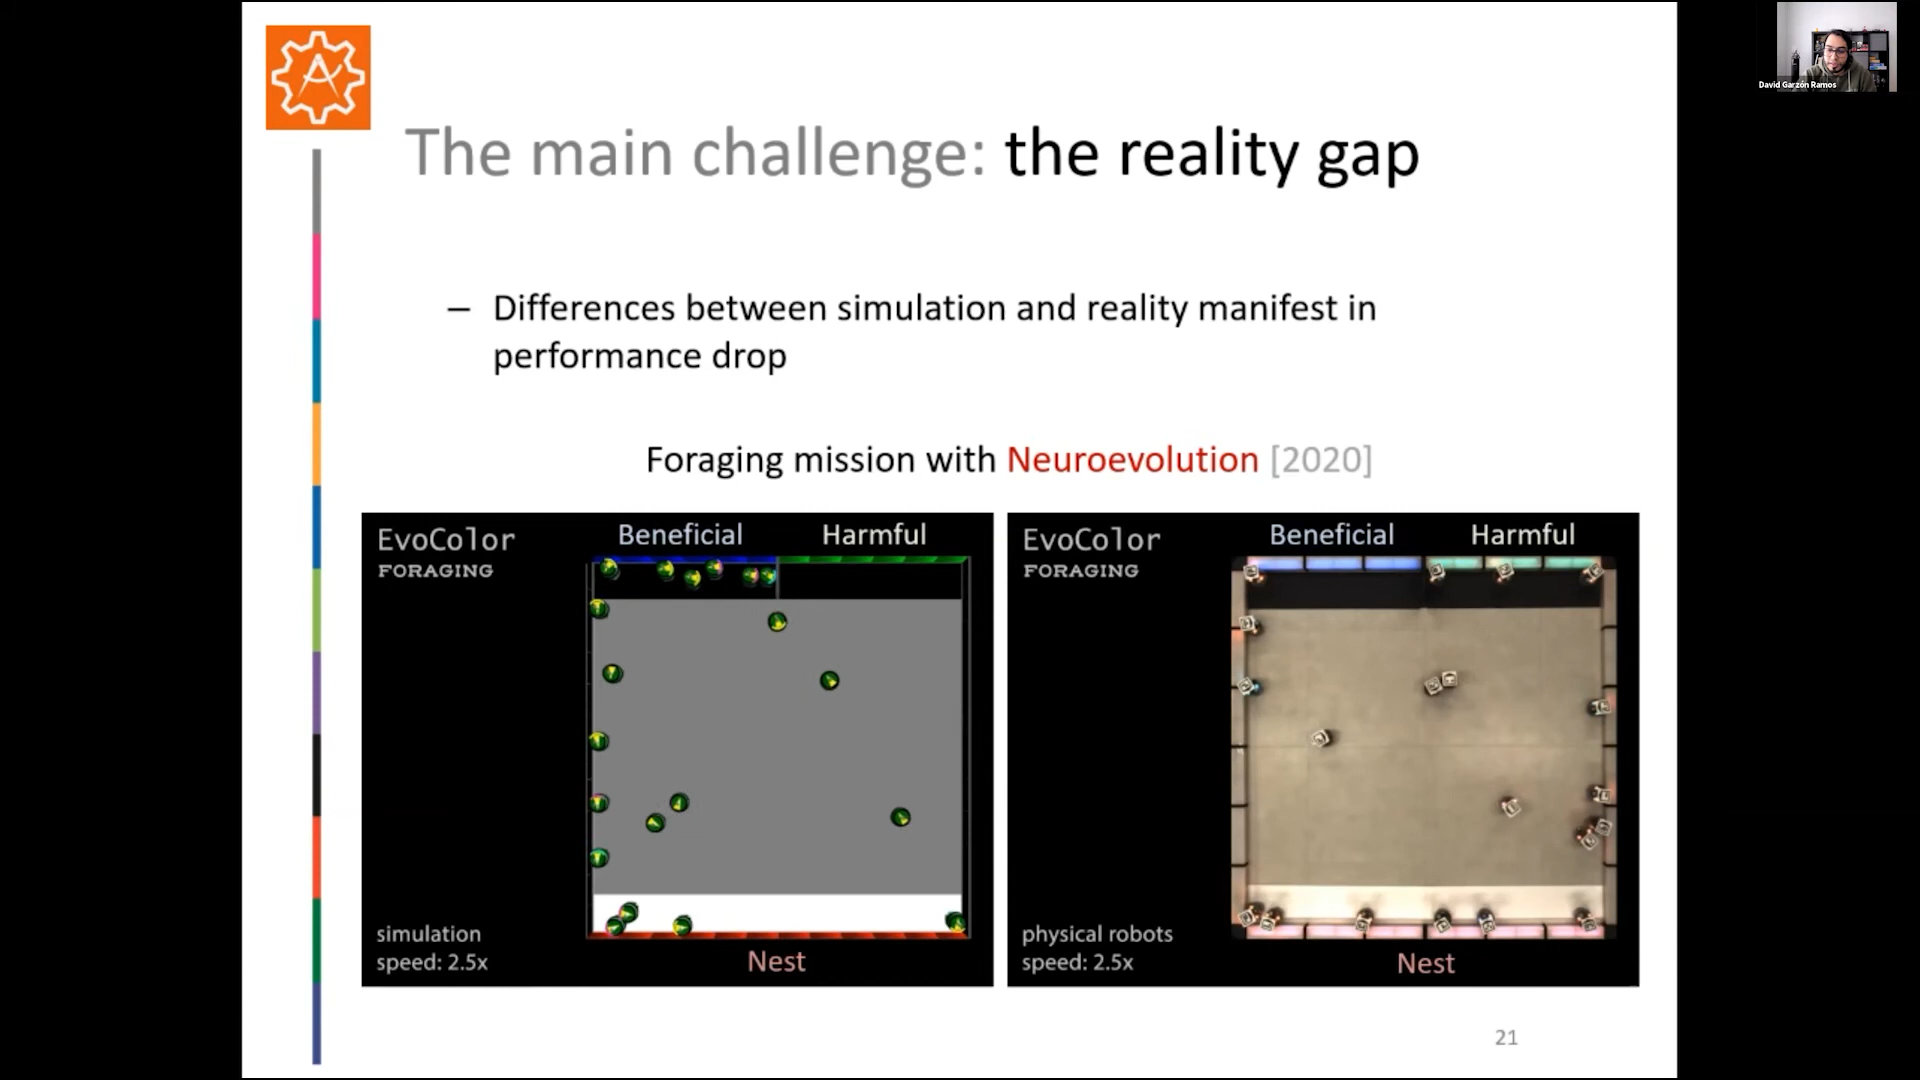 David Garzón Ramos
The main challenge: the reality gap
– Differences between simulation and reality manifest in
performance drop
Foraging mission with Neuroevolution [2020]
EvoColor
FORAGING
Beneficial
Harmful
simulation
speed: 2.5x
Nest
EvoColor
FORAGING
Beneficial
Harmful
physical robots
speed: 2.5x
Nest
21